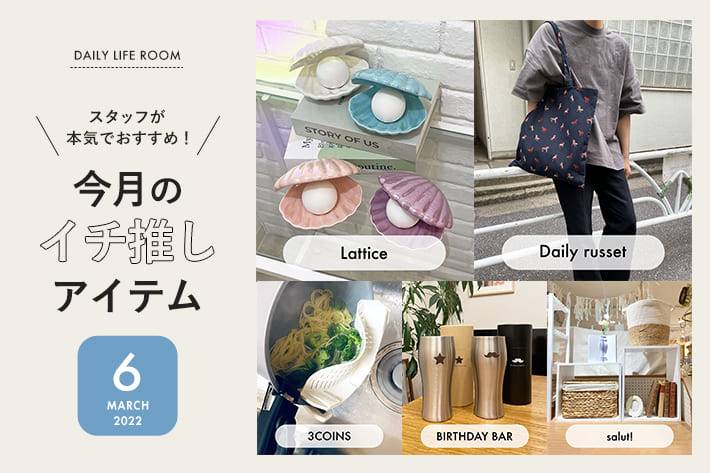 DAILY LIFE ROOM
スタッフが
本気でおすすめ！
今月の
イチ推し
アイテム
6
MARCH
2022
STORY OF US
Lattice
Daily russet
3COINS
BIRTHDAY BAR
salut!